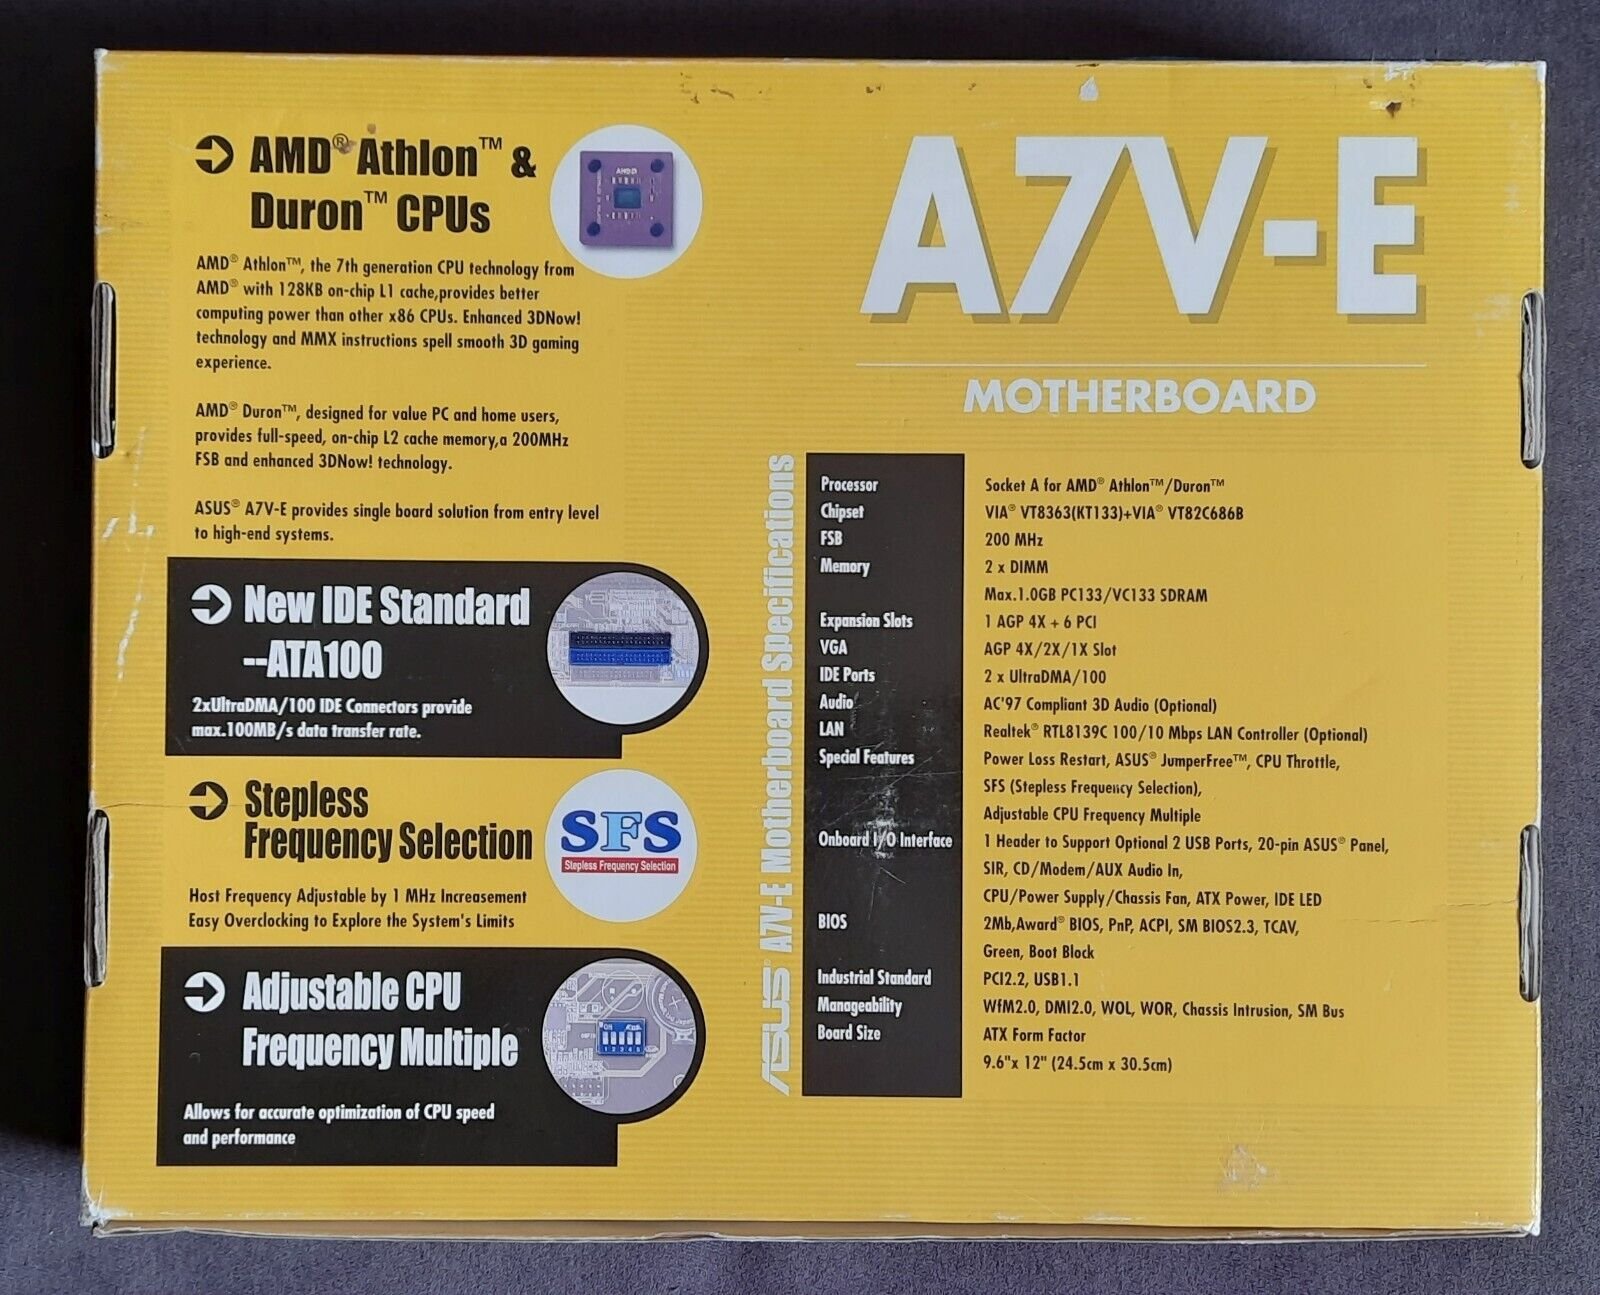 AMD® Athlon™ &
Duron™ CPUs
AMD® Athlon™, the 7th generation CPU technology from
AMD® with 128KB on-chip L1 cache,provides better
computing power than other x86 CPUs. Enhanced 3DNow!
technology and MMX instructions spell smooth 3D gaming
experience.
AMD® Duron™, designed for value PC and home users,
provides full-speed, on-chip L2 cache memory,a 200MHz
FSB and enhanced 3DNow! technology.
ASUS® A7V-E provides single board solution from entry level
to high-end systems.
AMD
New IDE Standard
--ATA100
2xUltraDMA/100 IDE Connectors provide
max.100MB/s data transfer rate.
Stepless
Frequency Selection
SFS
Stepless Frequency Selection
Host Frequency Adjustable by 1 MHz Increasement
Easy Overclocking to Explore the System's Limits
Adjustable CPU
Frequency Multiple
ON
1 2 3 4 5
Allows for accurate optimization of CPU speed
and performance
A7V-E
MOTHERBOARD
ASUS® A7V-E Motherboard Specifications
Processor Socket A for AMD® Athlon™/Duron™
Chipset VIA® VT8363(KT133)+VIA® VT82C686B
FSB 200 MHz
Memory 2 x DIMM
Max.1.0GB PC133/VC133 SDRAM
Expansion Slots 1 AGP 4X + 6 PCI
VGA AGP 4X/2X/1X Slot
IDE Ports 2 x UltraDMA/100
Audio AC'97 Compliant 3D Audio (Optional)
LAN Realtek® RTL8139C 100/10 Mbps LAN Controller (Optional)
Special Features Power Loss Restart, ASUS® JumperFree™, CPU Throttle,
SFS (Stepless Frequency Selection),
Adjustable CPU Frequency Multiple
Onboard I/O Interface 1 Header to Support Optional 2 USB Ports, 20-pin ASUS® Panel,
SIR, CD/Modem/AUX Audio In,
CPU/Power Supply/Chassis Fan, ATX Power, IDE LED
BIOS 2Mb,Award® BIOS, PnP, ACPI, SM BIOS2.3, TCAV,
Green, Boot Block
Industrial Standard PCI2.2, USB1.1
Manageability WfM2.0, DMI2.0, WOL, WOR, Chassis Intrusion, SM Bus
Board Size ATX Form Factor
9.6"x 12" (24.5cm x 30.5cm)